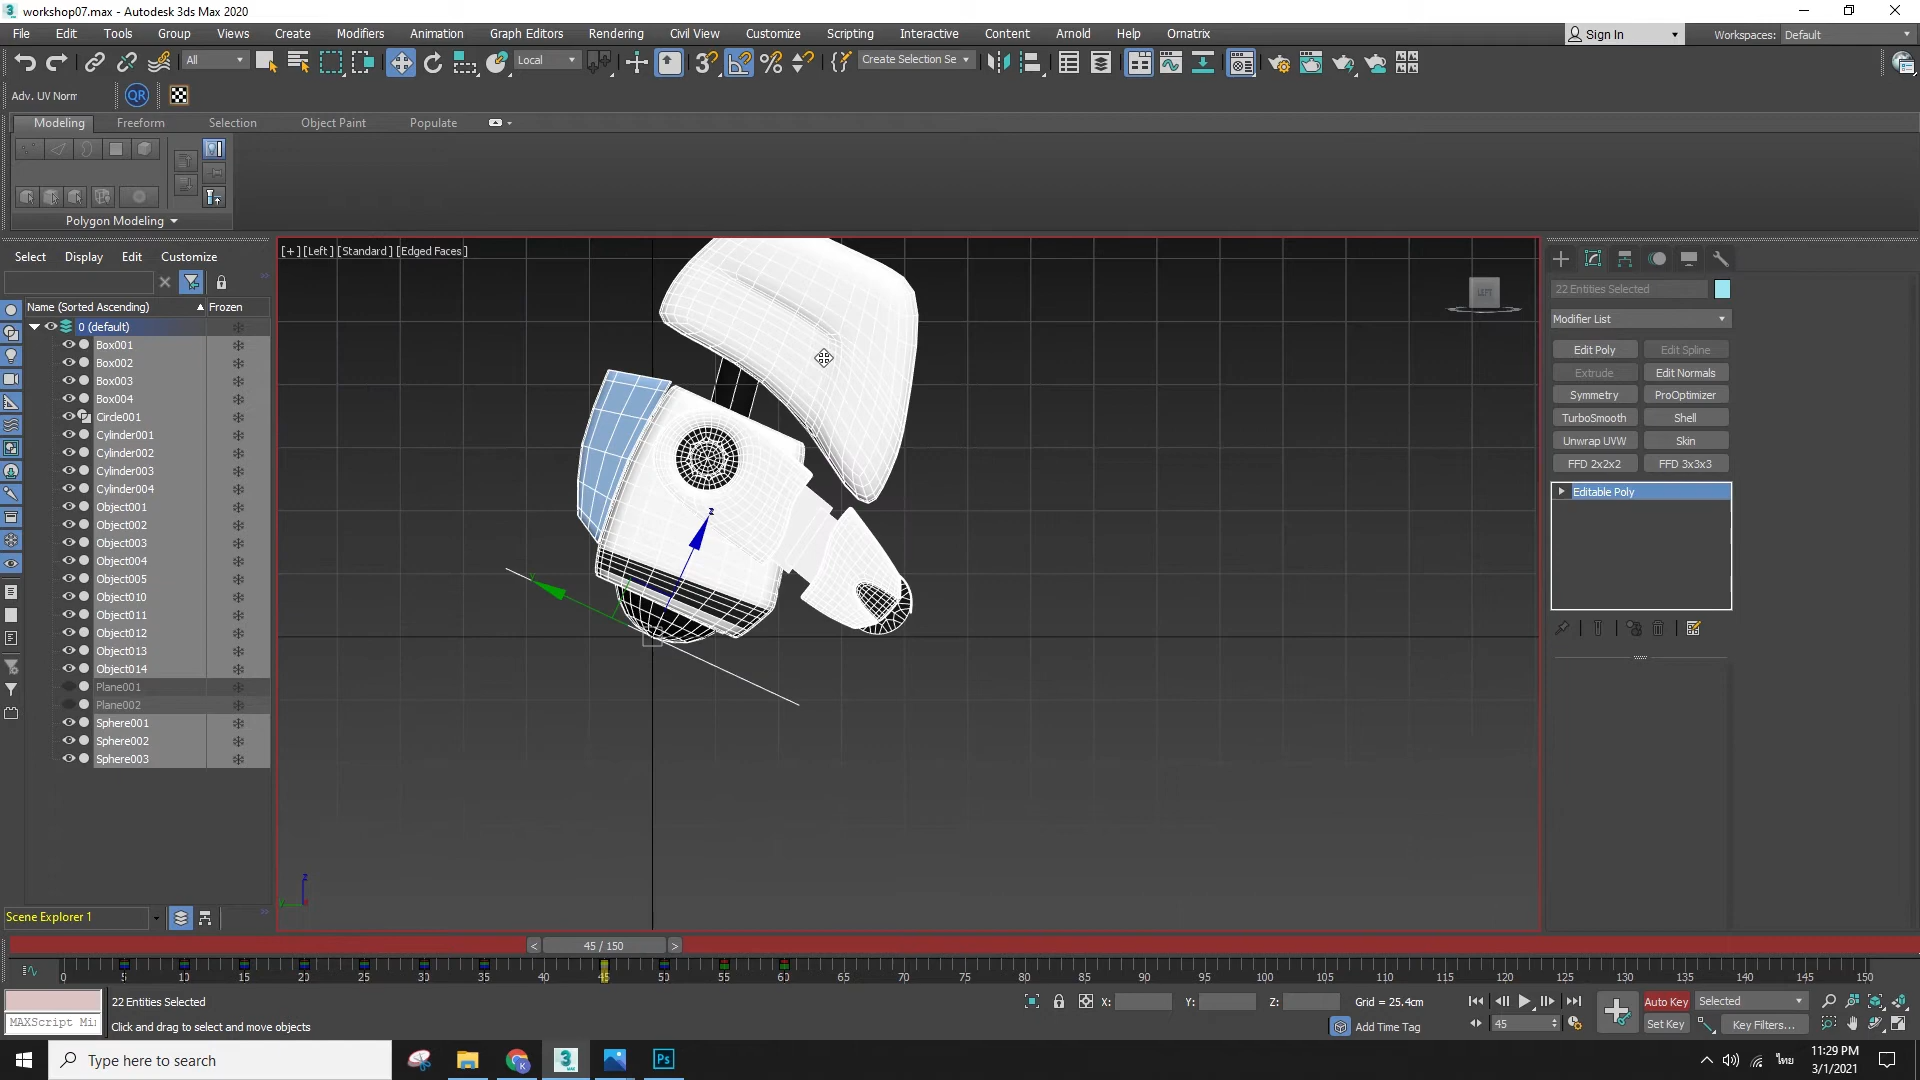 workshop07.max - Autodesk 3ds Max 2020
File Edit Tools Group Views Create Modifiers Animation Graph Editors Rendering Civil View Customize Scripting Interactive Content Arnold Help Ornatrix Sign In Workspaces: Default
All Local Create Selection Se
Adv. UV Norm QR
Modeling Freeform Selection Object Paint Populate
Polygon Modeling
Select Display Edit Customize
[+] [Left] [Standard] [Edged Faces]
LEFT
Name (Sorted Ascending) Frozen
0 (default)
Box001
Box002
Box003
Box004
Circle001
Cylinder001
Cylinder002
Cylinder003
Cylinder004
Object001
Object002
Object003
Object004
Object005
Object010
Object011
Object012
Object013
Object014
Plane001
Plane002
Sphere001
Sphere002
Sphere003
22 Entities Selected
Modifier List
Edit Poly Edit Spline
Extrude Edit Normals
Symmetry ProOptimizer
TurboSmooth Shell
Unwrap UVW Skin
FFD 2x2x2 FFD 3x3x3
Editable Poly
z
y
z
Scene Explorer 1
< 45 / 150 >
0 5 10 15 20 25 30 35 40 45 50 55 60 65 70 75 80 85 90 95 100 105 110 115 120 125 130 135 140 145 150
22 Entities Selected X: Y: Z: Grid = 25.4cm Auto Key Selected
MAXScript Mi Click and drag to select and move objects Add Time Tag 45 Set Key Key Filters...
Type here to search
Ps
ไทย
11:29 PM
3/1/2021